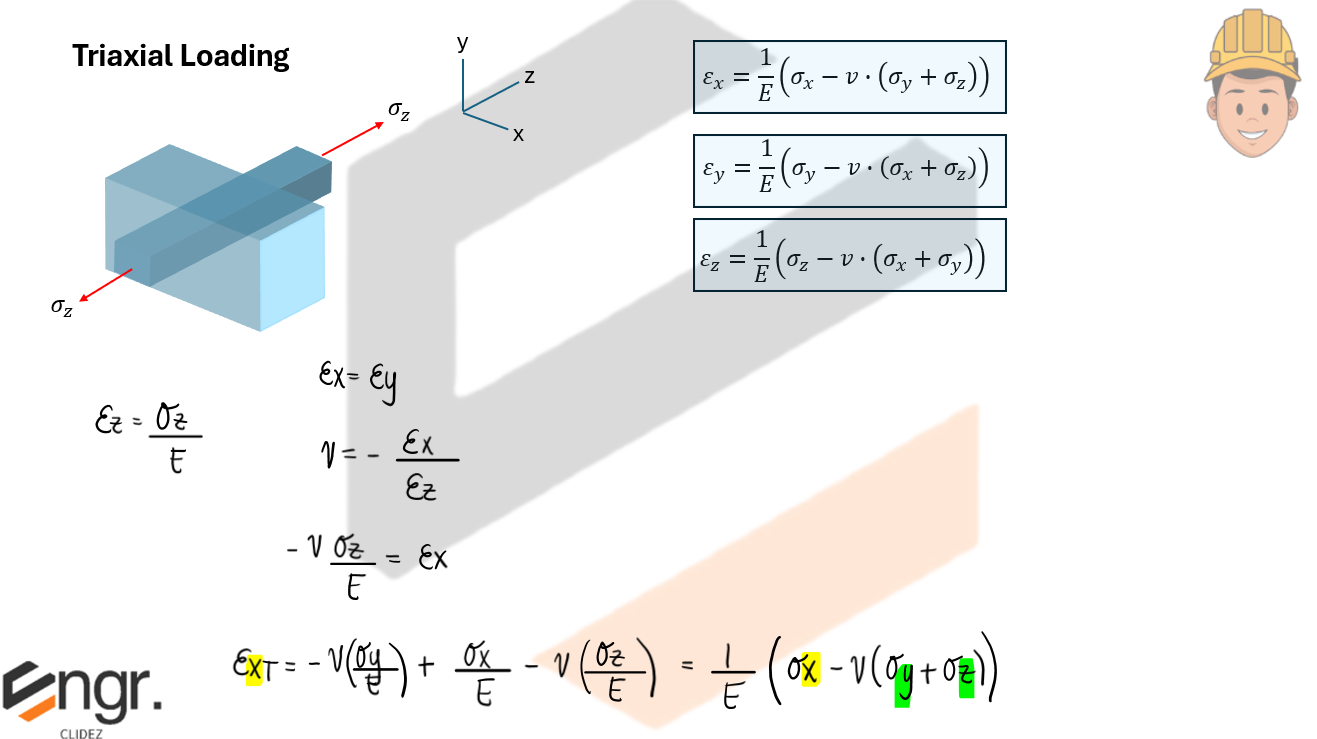 Triaxial Loading
y
z
x
σz
σz
εx = 1/E (σx − v · (σy + σz))
εy = 1/E (σy − v · (σx + σz))
εz = 1/E (σz − v · (σx + σy))
εx = εy
εz = σz/E
ν = - εx/εz
- ν σz/E = εx
εxT = - ν(σy/E) + σx/E - ν(σz/E) = 1/E (σx - ν(σy + σz))
Engr.
CLIDEZ